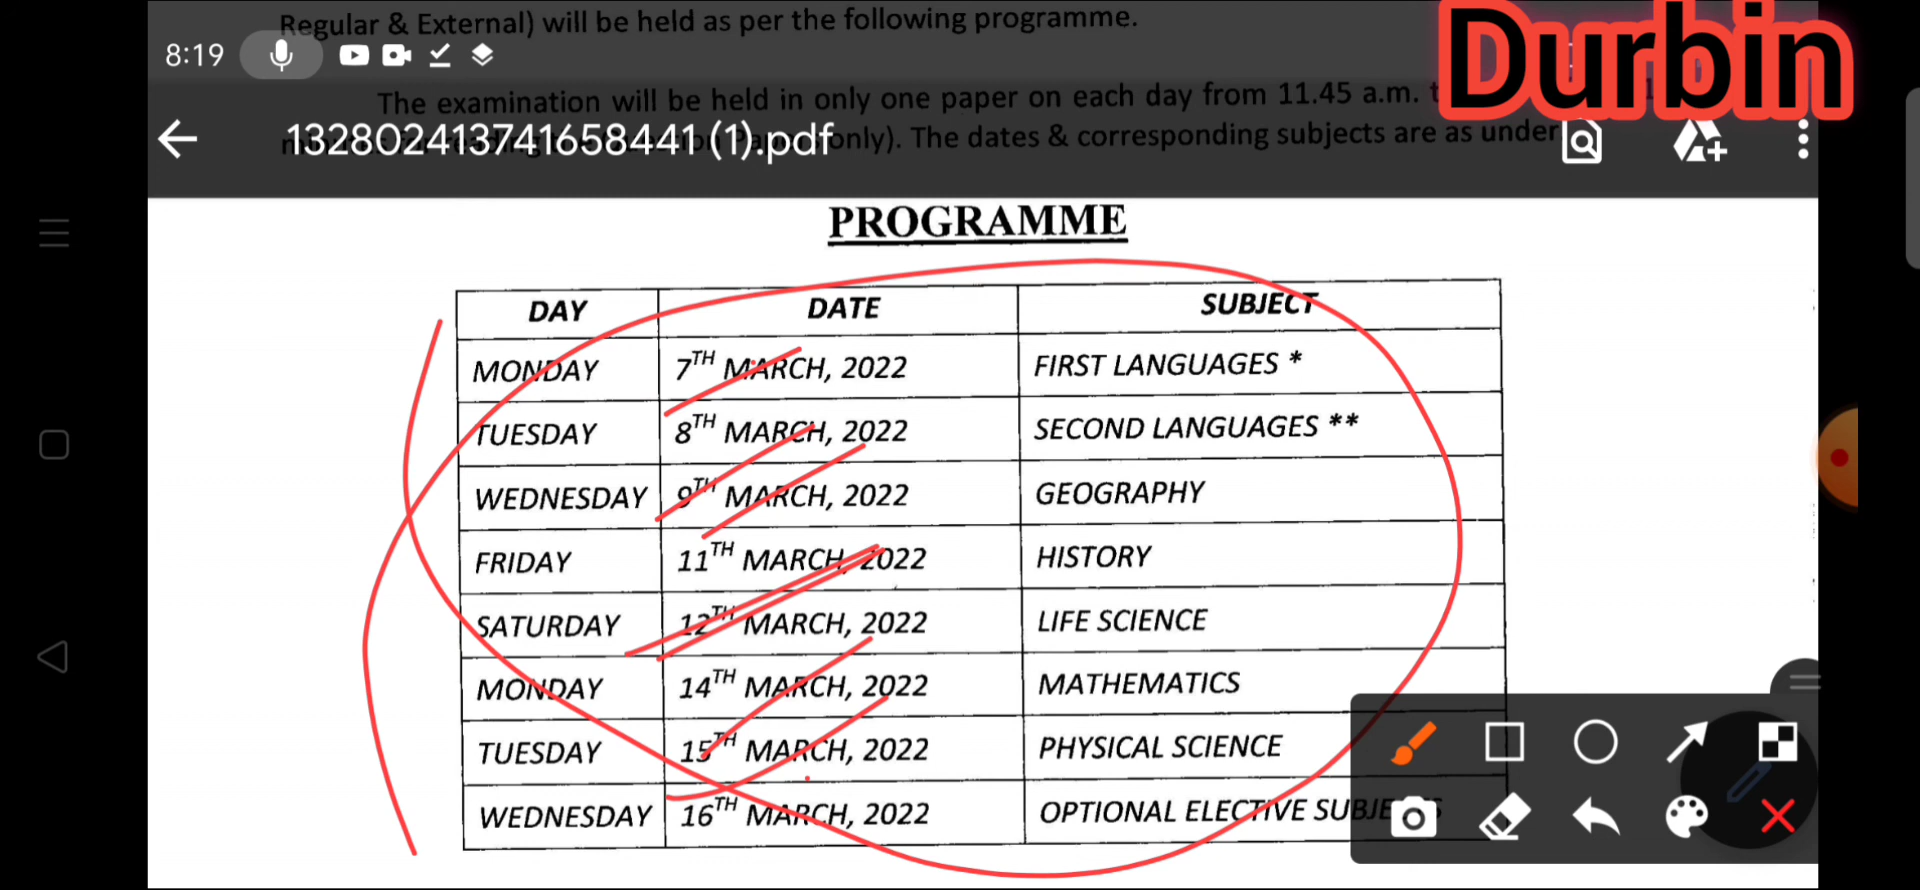 Regular & External) will be held as per the following programme.
8:19
Durbin
The examination will be held in only one paper on each day from 11.45 a.m.
132802413741658441 (1).pdf
only). The dates & corresponding subjects are as under
PROGRAMME
DAY DATE SUBJECT
MONDAY 7TH MARCH, 2022 FIRST LANGUAGES *
TUESDAY 8TH MARCH, 2022 SECOND LANGUAGES **
WEDNESDAY 9TH MARCH, 2022 GEOGRAPHY
FRIDAY 11TH MARCH, 2022 HISTORY
SATURDAY 12TH MARCH, 2022 LIFE SCIENCE
MONDAY 14TH MARCH, 2022 MATHEMATICS
TUESDAY 15TH MARCH, 2022 PHYSICAL SCIENCE
WEDNESDAY 16TH MARCH, 2022 OPTIONAL ELECTIVE SUBJECTS